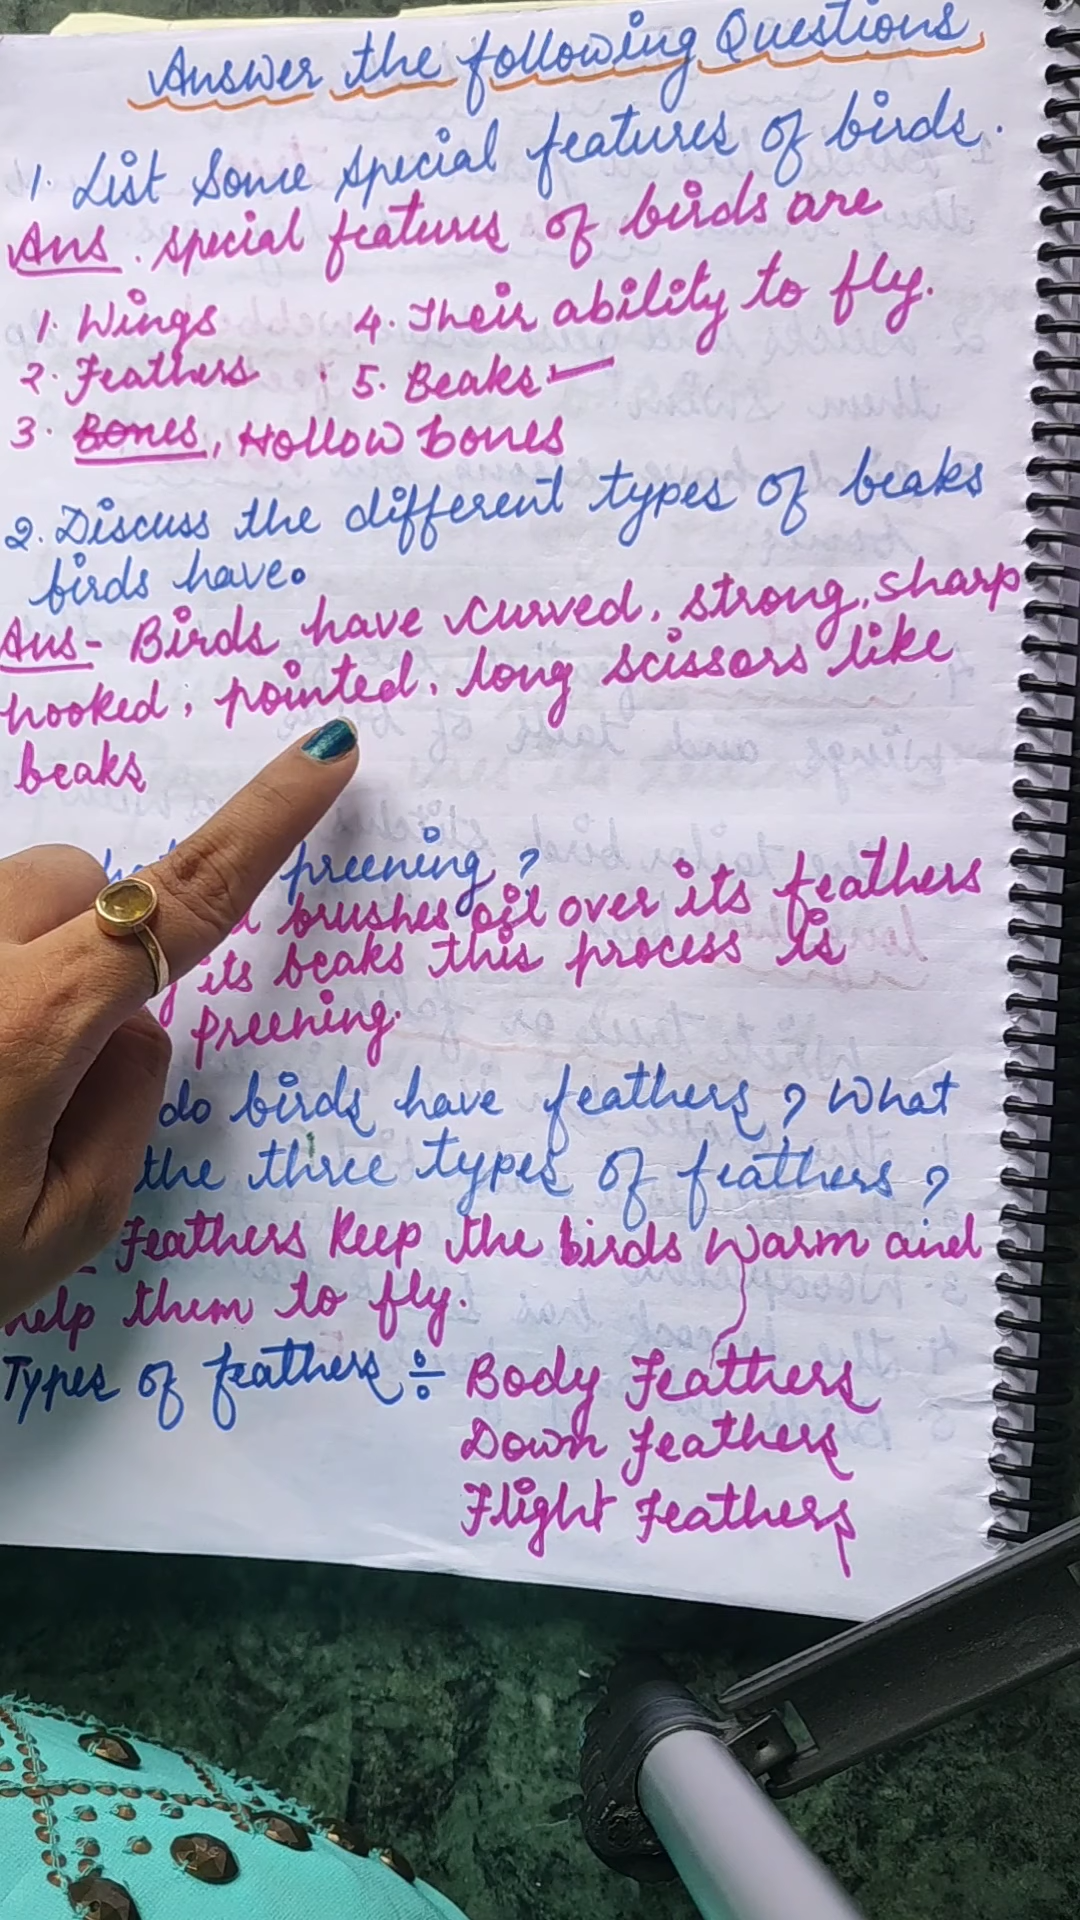 Answer the following Questions
1. List Some special features of birds.
Ans. special features of birds are
1. Wings 4. Their ability to fly.
2. Feathers 5. Beaks
3. Bones, Hollow bones
2. Discuss the different types of beaks
birds have.
Ans- Birds have curved, strong, sharp
hooked, pointed, long scissors like
beaks
preening ?
brushes oil over its feathers
its beaks this process is
preening.
do birds have feathers ? What
the three types of feathers ?
Feathers keep the birds warm and
help them to fly.
Types of feathers ÷ Body Feathers
Down Feathers
Flight Feathers